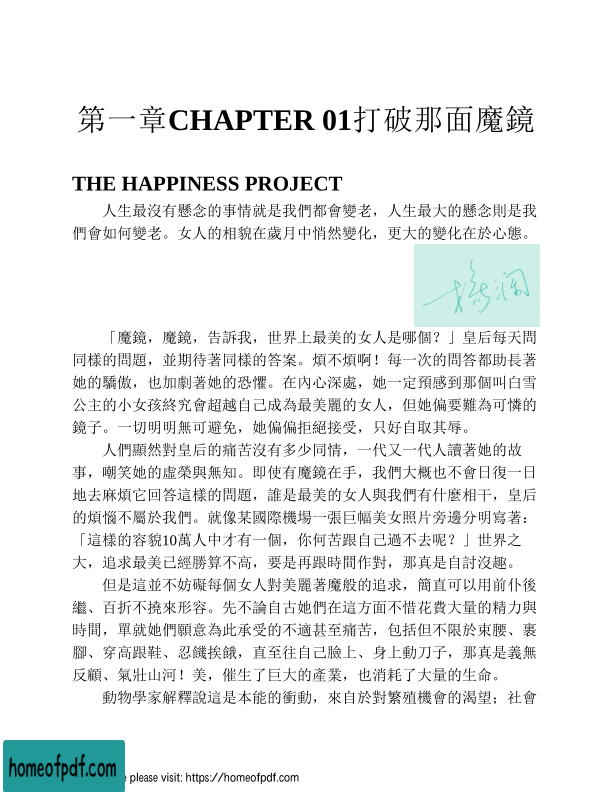 第一章CHAPTER 01打破那面魔鏡
THE HAPPINESS PROJECT
人生最沒有懸念的事情就是我們都會變老，人生最大的懸念則是我
們會如何變老。女人的相貌在歲月中悄然變化，更大的變化在於心態。
楊瀾
「魔鏡，魔鏡，告訴我，世界上最美的女人是哪個？」皇后每天問
同樣的問題，並期待著同樣的答案。煩不煩啊！每一次的問答都助長著
她的驕傲，也加劇著她的恐懼。在內心深處，她一定預感到那個叫白雪
公主的小女孩終究會超越自己成為最美麗的女人，但她偏要難為可憐的
鏡子。一切明明無可避免，她偏偏拒絕接受，只好自取其辱。
人們顯然對皇后的痛苦沒有多少同情，一代又一代人讀著她的故
事，嘲笑她的虛榮與無知。即使有魔鏡在手，我們大概也不會日復一日
地去麻煩它回答這樣的問題，誰是最美的女人與我們有什麼相干，皇后
的煩惱不屬於我們。就像某國際機場一張巨幅美女照片旁邊分明寫著：
「這樣的容貌10萬人中才有一個，你何苦跟自己過不去呢？」世界之
大，追求最美已經勝算不高，要是再跟時間作對，那真是自討沒趣。
但是這並不妨礙每個女人對美麗著魔般的追求，簡直可以用前仆後
繼、百折不撓來形容。先不論自古她們在這方面不惜花費大量的精力與
時間，單就她們願意為此承受的不適甚至痛苦，包括但不限於束腰、裹
腳、穿高跟鞋、忍饑挨餓，直至往自己臉上、身上動刀子，那真是義無
反顧、氣壯山河！美，催生了巨大的產業，也消耗了大量的生命。
動物學家解釋說這是本能的衝動，來自於對繁殖機會的渴望；社會
homeofpdf.com
please visit: https://homeofpdf.com